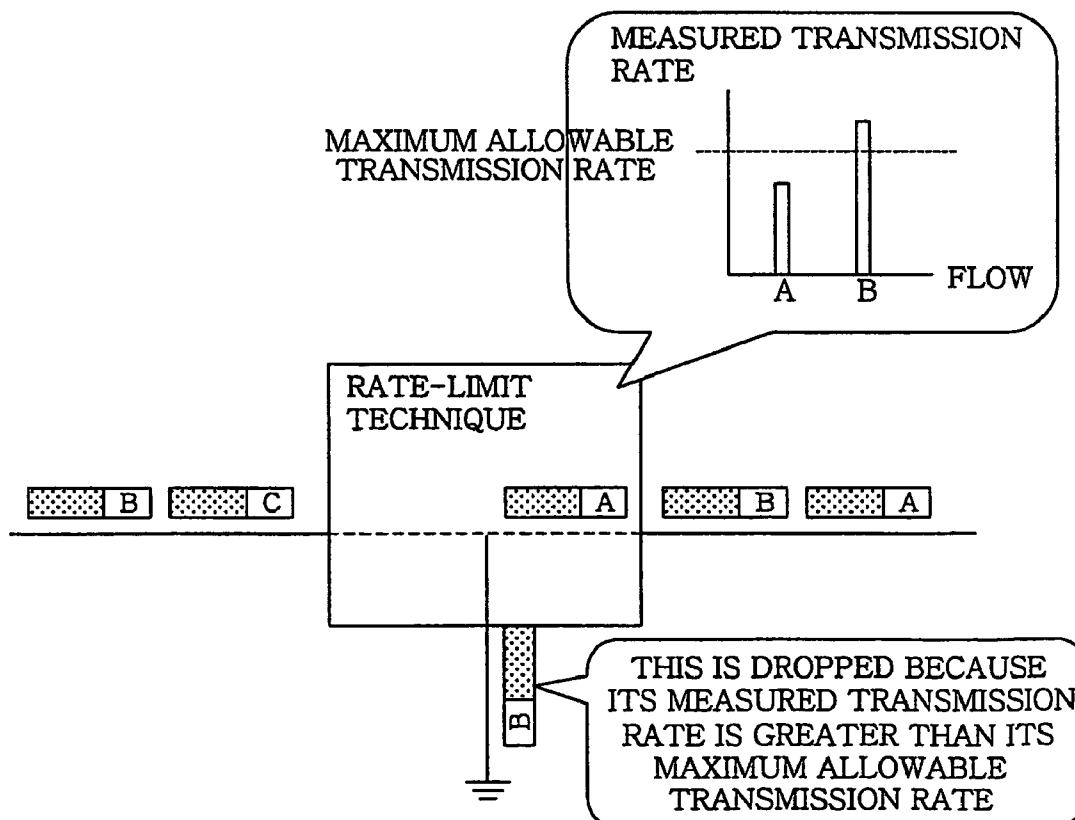 MEASURED TRANSMISSION
RATE
MAXIMUM ALLOWABLE
TRANSMISSION RATE
FLOW
A
B
RATE-LIMIT
TECHNIQUE
B
C
A
B
A
B
THIS IS DROPPED BECAUSE
ITS MEASURED TRANSMISSION
RATE IS GREATER THAN ITS
MAXIMUM ALLOWABLE
TRANSMISSION RATE